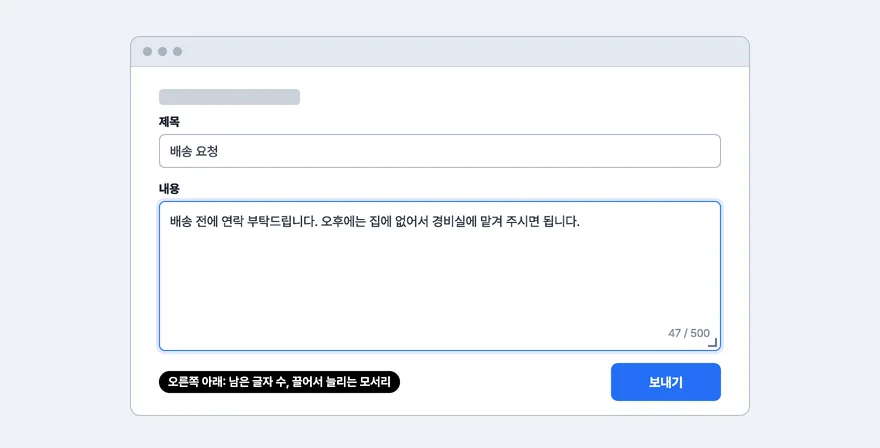 제목
배송 요청
내용
배송 전에 연락 부탁드립니다. 오후에는 집에 없어서 경비실에 맡겨 주시면 됩니다.
47 / 500
오른쪽 아래: 남은 글자 수, 끌어서 늘리는 모서리
보내기